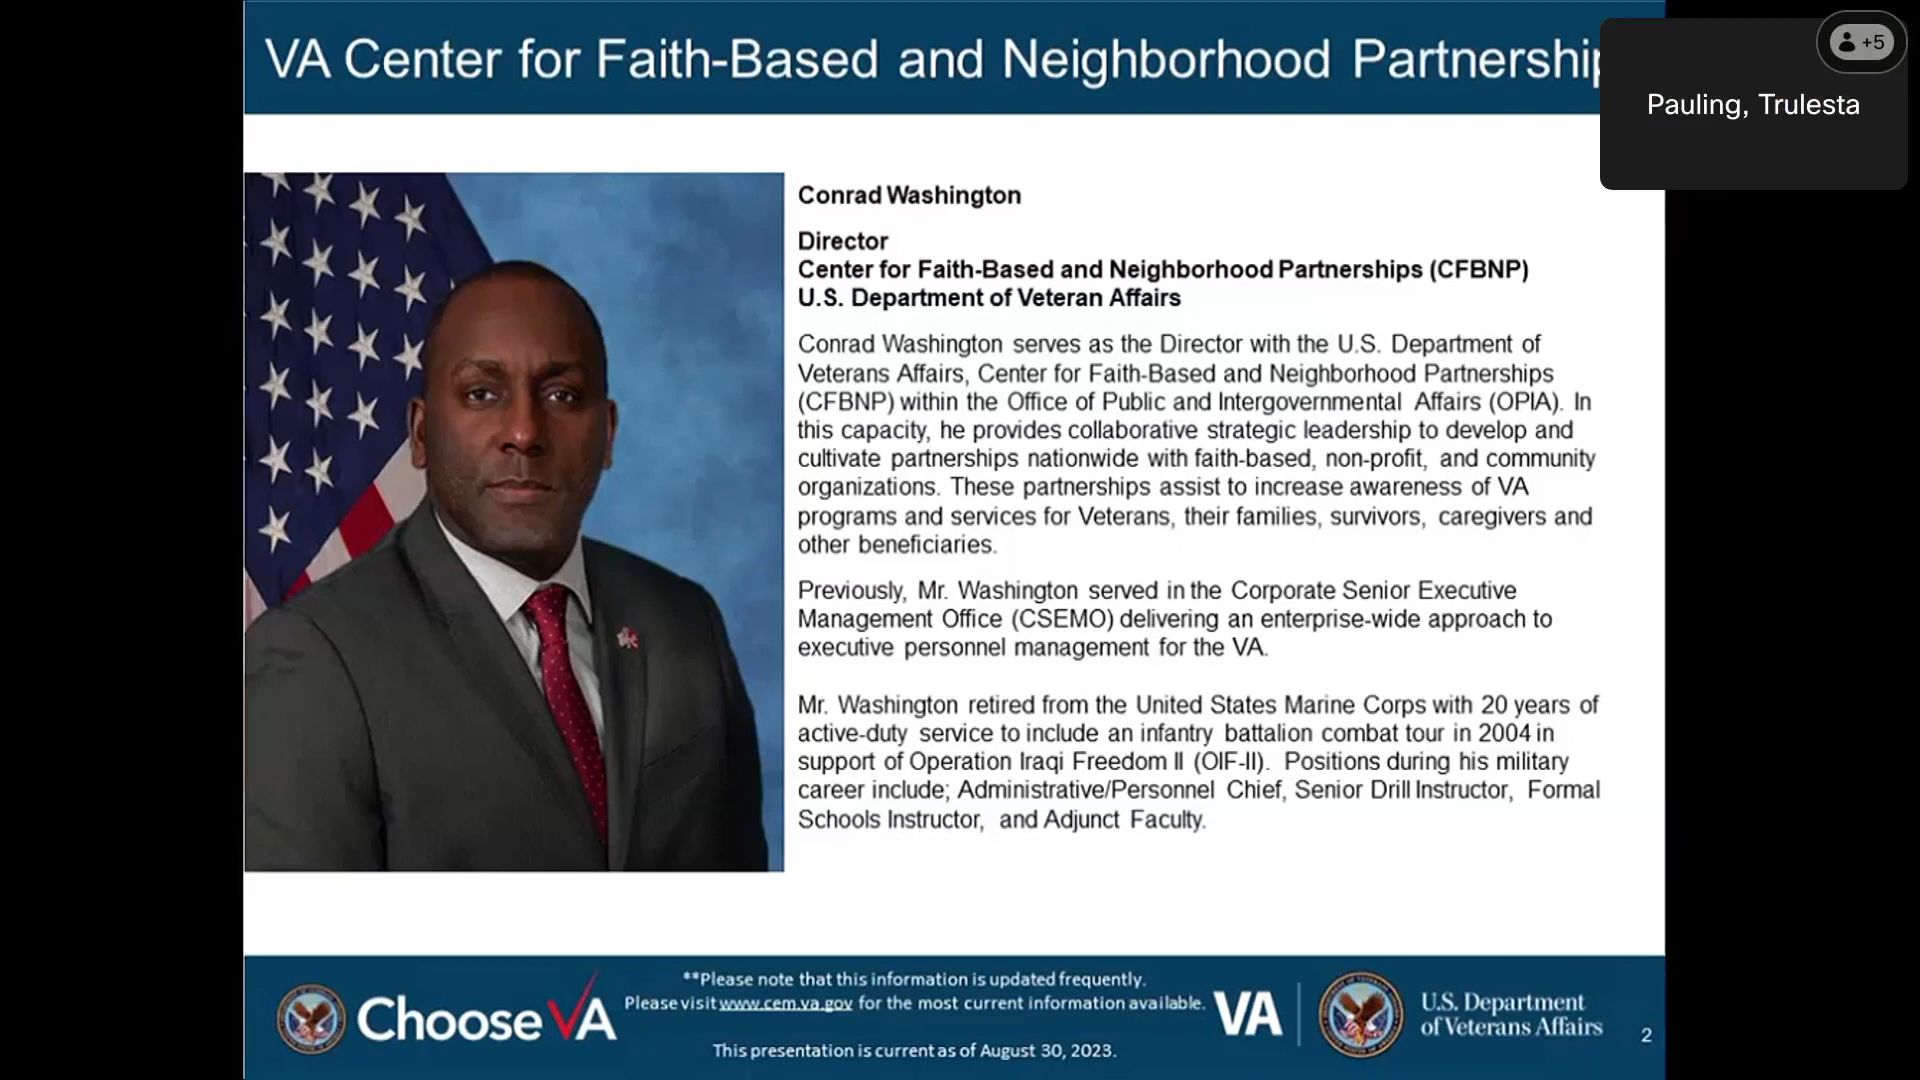 VA Center for Faith-Based and Neighborhood Partnership
+5
Pauling, Trulesta
Conrad Washington
Director
Center for Faith-Based and Neighborhood Partnerships (CFBNP)
U.S. Department of Veteran Affairs
Conrad Washington serves as the Director with the U.S. Department of
Veterans Affairs, Center for Faith-Based and Neighborhood Partnerships
(CFBNP) within the Office of Public and Intergovernmental Affairs (OPIA). In
this capacity, he provides collaborative strategic leadership to develop and
cultivate partnerships nationwide with faith-based, non-profit, and community
organizations. These partnerships assist to increase awareness of VA
programs and services for Veterans, their families, survivors, caregivers and
other beneficiaries.
Previously, Mr. Washington served in the Corporate Senior Executive
Management Office (CSEMO) delivering an enterprise-wide approach to
executive personnel management for the VA.
Mr. Washington retired from the United States Marine Corps with 20 years of
active-duty service to include an infantry battalion combat tour in 2004 in
support of Operation Iraqi Freedom II (OIF-II). Positions during his military
career include; Administrative/Personnel Chief, Senior Drill Instructor, Formal
Schools Instructor, and Adjunct Faculty.
Choose VA
**Please note that this information is updated frequently.
Please visit www.cem.va.gov for the most current information available.
This presentation is current as of August 30, 2023.
VA
U.S. Department
of Veterans Affairs
2